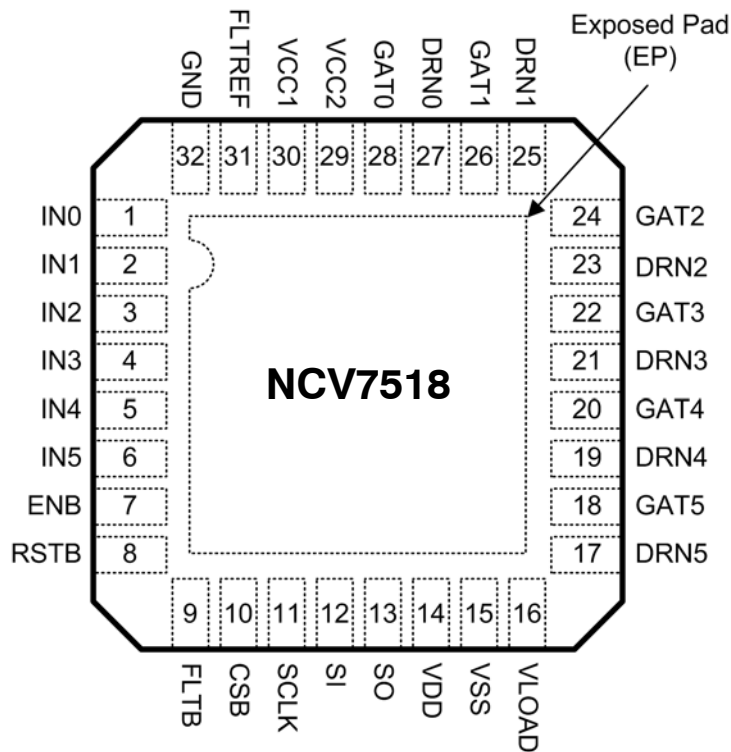 Exposed Pad
(EP)
GND FLTREF VCC1 VCC2 GAT0 DRN0 GAT1 DRN1
32 31 30 29 28 27 26 25
IN0 1 24 GAT2
IN1 2 23 DRN2
IN2 3 22 GAT3
IN3 4 21 DRN3
NCV7518
IN4 5 20 GAT4
IN5 6 19 DRN4
ENB 7 18 GAT5
RSTB 8 17 DRN5
9 10 11 12 13 14 15 16
FLTB CSB SCLK SI SO VDD VSS VLOAD